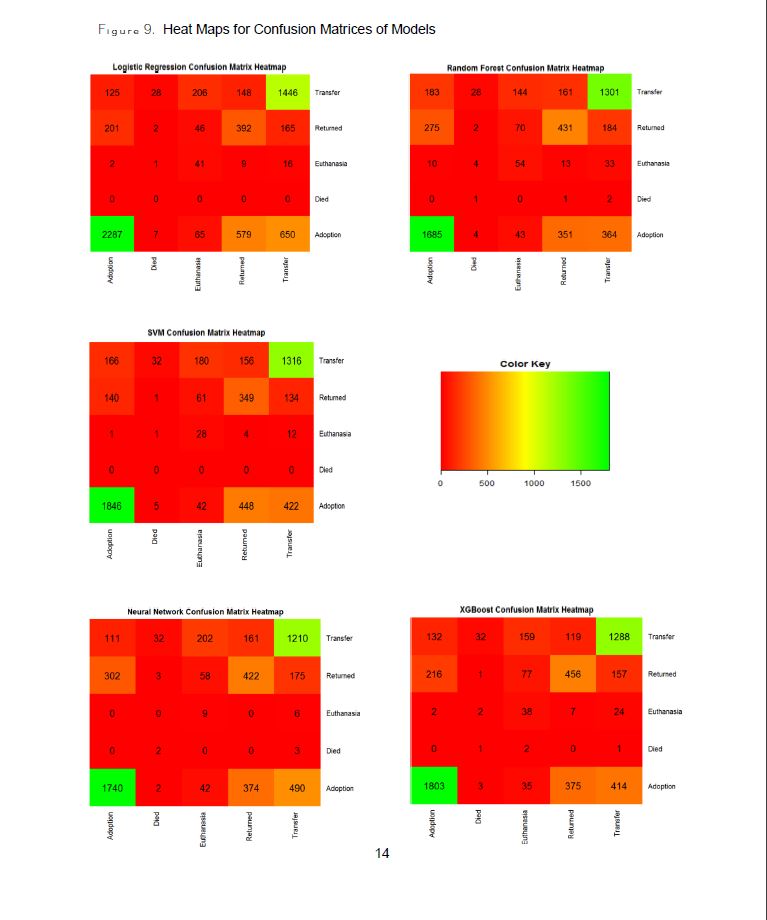 Figure 9. Heat Maps for Confusion Matrices of Models
Logistic Regression Confusion Matrix Heatmap
125 28 206 148 1446 Transfer
201 2 46 392 165 Returned
2 1 41 9 16 Euthanasia
0 0 0 0 0 Died
2287 7 65 579 650 Adoption
Adoption Died Euthanasia Returned Transfer
Random Forest Confusion Matrix Heatmap
183 28 144 161 1301 Transfer
275 2 70 431 184 Returned
10 4 54 13 33 Euthanasia
0 1 0 1 2 Died
1685 4 43 351 364 Adoption
Adoption Died Euthanasia Returned Transfer
SVM Confusion Matrix Heatmap
166 32 180 156 1316 Transfer
140 1 61 349 134 Returned
1 1 28 4 12 Euthanasia
0 0 0 0 0 Died
1846 5 42 448 422 Adoption
Adoption Died Euthanasia Returned Transfer
Color Key
0 500 1000 1500
Neural Network Confusion Matrix Heatmap
111 32 202 161 1210 Transfer
302 3 58 422 175 Returned
0 0 9 0 6 Euthanasia
0 2 0 0 3 Died
1740 2 42 374 490 Adoption
Adoption Died Euthanasia Returned Transfer
XGBoost Confusion Matrix Heatmap
132 32 159 119 1288 Transfer
216 1 77 456 157 Returned
2 2 38 7 24 Euthanasia
0 1 2 0 1 Died
1803 3 35 375 414 Adoption
Adoption Died Euthanasia Returned Transfer
14